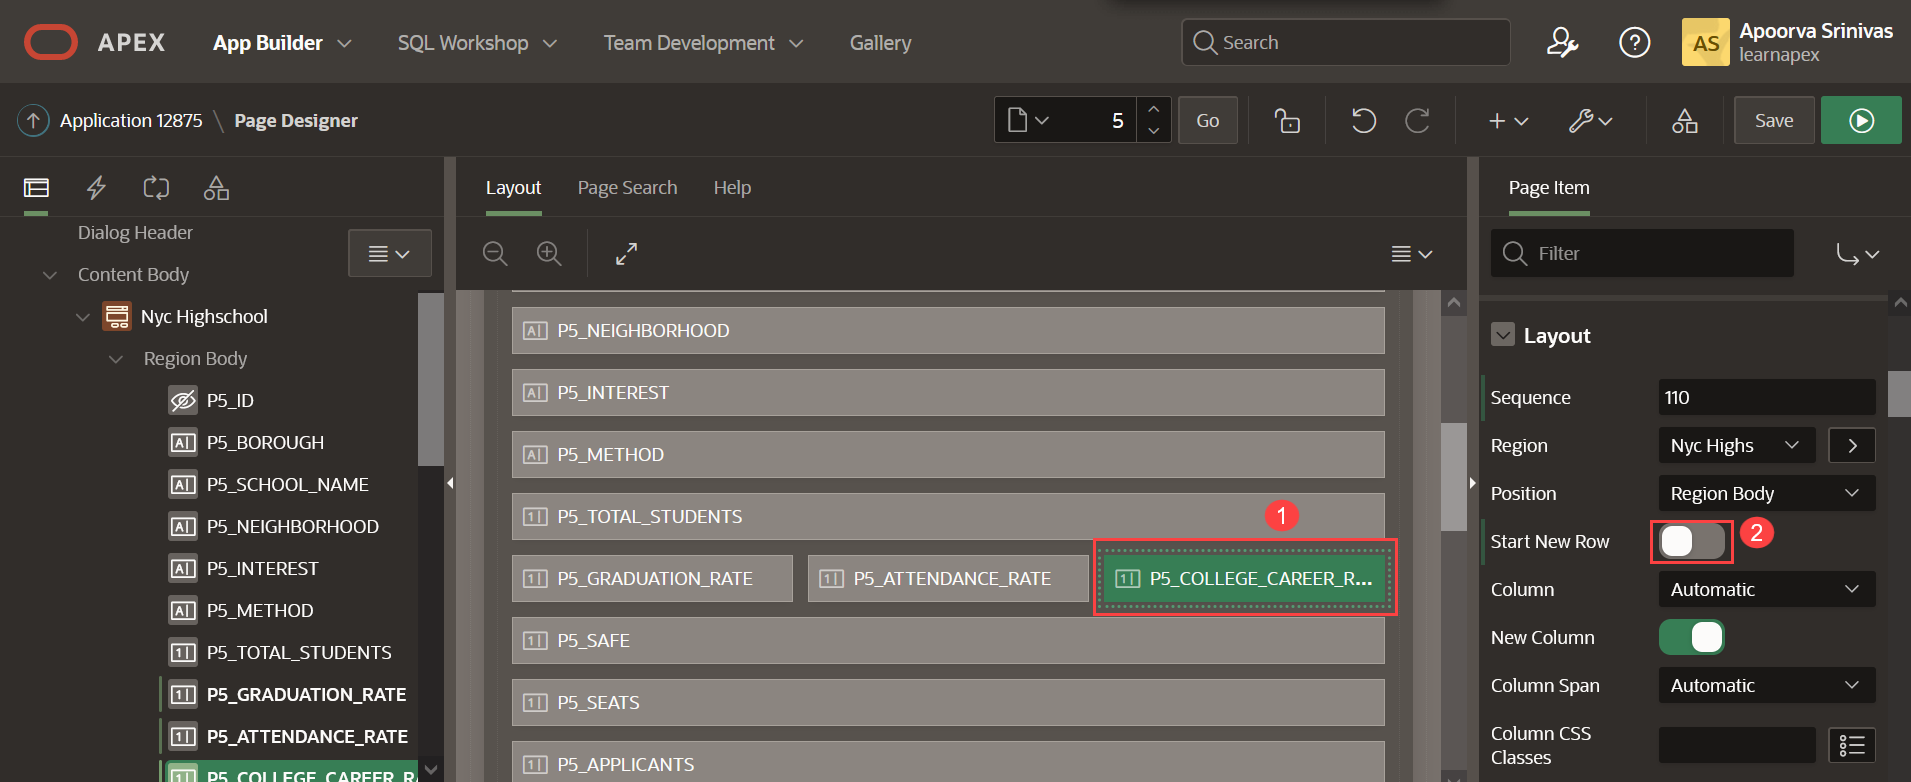 APEX App Builder SQL Workshop Team Development Gallery Search ? AS Apoorva Srinivas
learnapex
Application 12875 \ Page Designer 5 Go Save
Layout Page Search Help
Page Item
Dialog Header
Content Body
Nyc Highschool
Region Body
P5_ID
P5_BOROUGH
P5_SCHOOL_NAME
P5_NEIGHBORHOOD
P5_INTEREST
P5_METHOD
P5_TOTAL_STUDENTS
P5_GRADUATION_RATE
P5_ATTENDANCE_RATE
P5_COLLEGE_CAREER_RA
P5_NEIGHBORHOOD
P5_INTEREST
P5_METHOD
P5_TOTAL_STUDENTS
1
P5_GRADUATION_RATE P5_ATTENDANCE_RATE P5_COLLEGE_CAREER_R...
P5_SAFE
P5_SEATS
P5_APPLICANTS
Filter
Layout
Sequence 110
Region Nyc Highs
Position Region Body
Start New Row 2
Column Automatic
New Column
Column Span Automatic
Column CSS
Classes